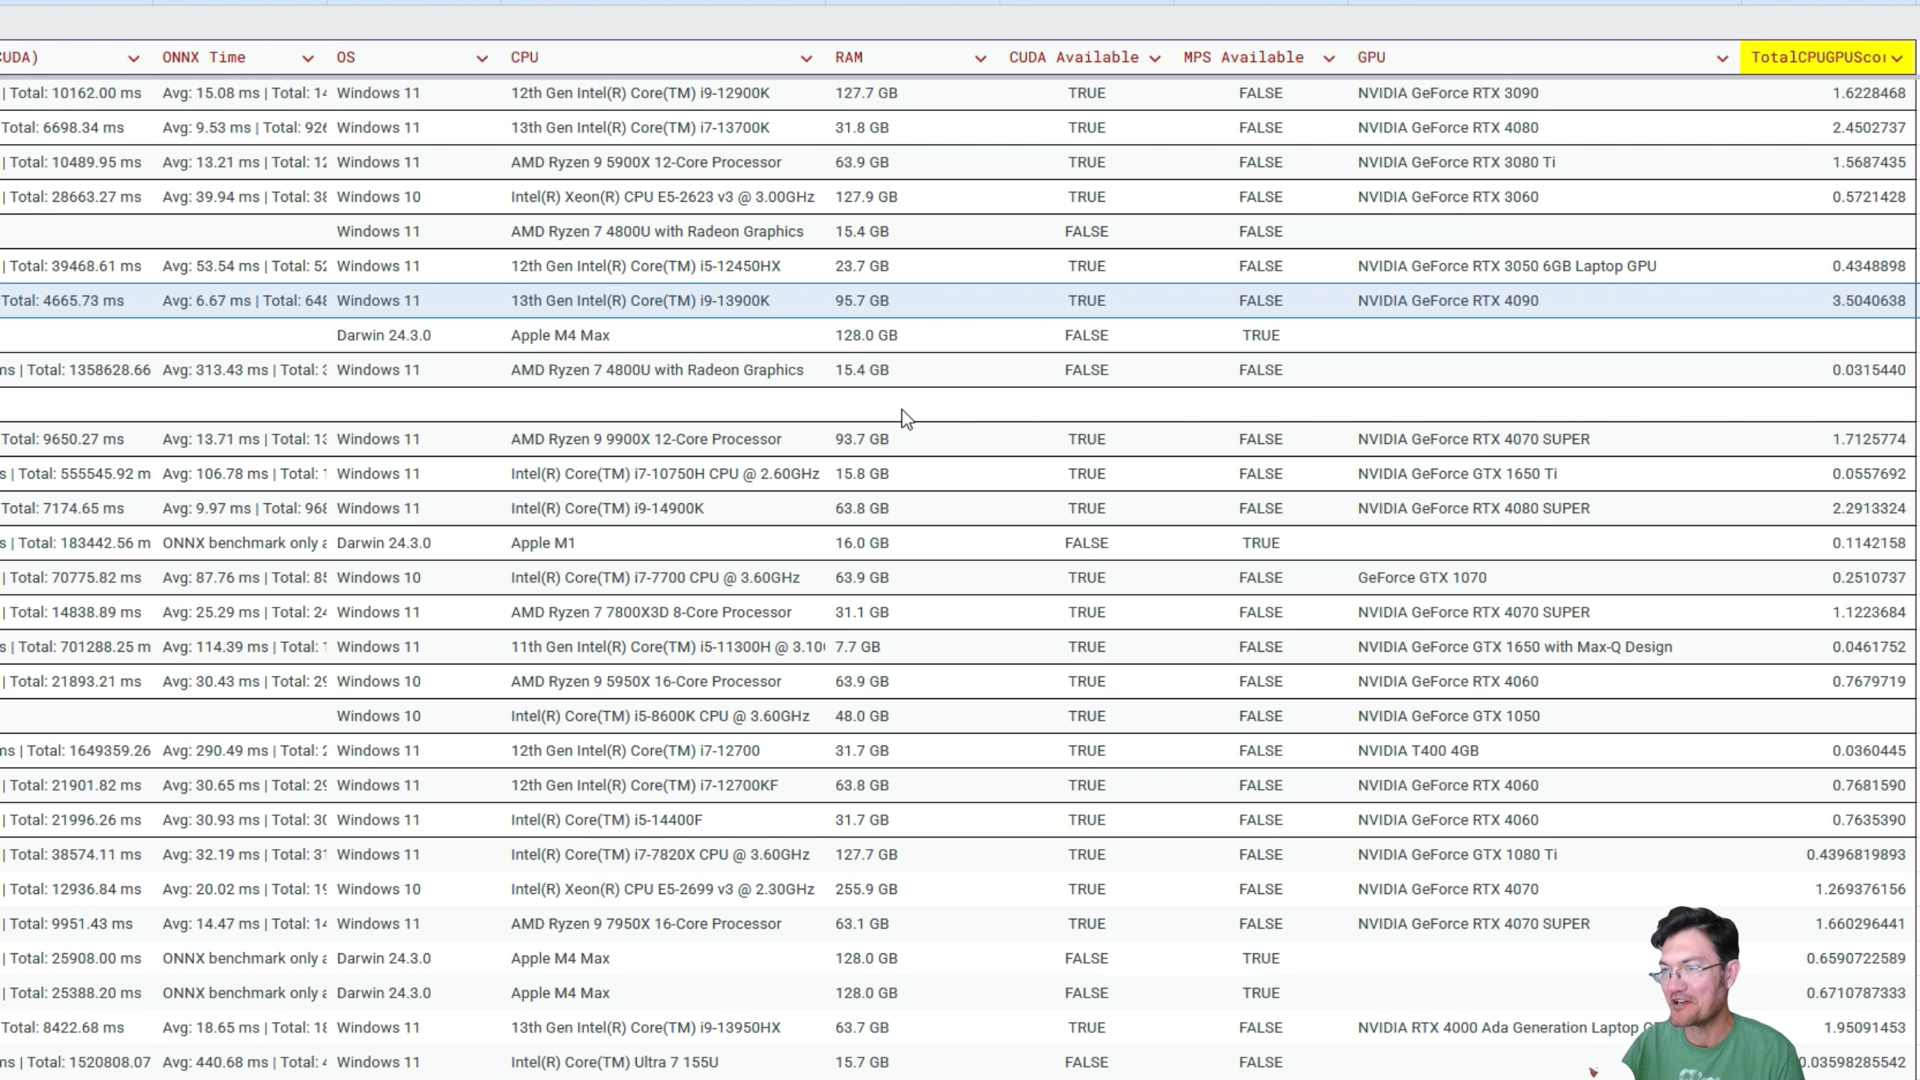 CUDA) ONNX Time OS CPU RAM CUDA Available MPS Available GPU TotalCPUGPUScor
| Total: 10162.00 ms Avg: 15.08 ms | Total: 14 Windows 11 12th Gen Intel(R) Core(TM) i9-12900K 127.7 GB TRUE FALSE NVIDIA GeForce RTX 3090 1.6228468
Total: 6698.34 ms Avg: 9.53 ms | Total: 926 Windows 11 13th Gen Intel(R) Core(TM) i7-13700K 31.8 GB TRUE FALSE NVIDIA GeForce RTX 4080 2.4502737
| Total: 10489.95 ms Avg: 13.21 ms | Total: 12 Windows 11 AMD Ryzen 9 5900X 12-Core Processor 63.9 GB TRUE FALSE NVIDIA GeForce RTX 3080 Ti 1.5687435
| Total: 28663.27 ms Avg: 39.94 ms | Total: 38 Windows 10 Intel(R) Xeon(R) CPU E5-2623 v3 @ 3.00GHz 127.9 GB TRUE FALSE NVIDIA GeForce RTX 3060 0.5721428
Windows 11 AMD Ryzen 7 4800U with Radeon Graphics 15.4 GB FALSE FALSE
| Total: 39468.61 ms Avg: 53.54 ms | Total: 52 Windows 11 12th Gen Intel(R) Core(TM) i5-12450HX 23.7 GB TRUE FALSE NVIDIA GeForce RTX 3050 6GB Laptop GPU 0.4348898
Total: 4665.73 ms Avg: 6.67 ms | Total: 648 Windows 11 13th Gen Intel(R) Core(TM) i9-13900K 95.7 GB TRUE FALSE NVIDIA GeForce RTX 4090 3.5040638
Darwin 24.3.0 Apple M4 Max 128.0 GB FALSE TRUE
ms | Total: 1358628.66 Avg: 313.43 ms | Total: Windows 11 AMD Ryzen 7 4800U with Radeon Graphics 15.4 GB FALSE FALSE 0.0315440
Total: 9650.27 ms Avg: 13.71 ms | Total: 13 Windows 11 AMD Ryzen 9 9900X 12-Core Processor 93.7 GB TRUE FALSE NVIDIA GeForce RTX 4070 SUPER 1.7125774
s | Total: 555545.92 m Avg: 106.78 ms | Total: Windows 11 Intel(R) Core(TM) i7-10750H CPU @ 2.60GHz 15.8 GB TRUE FALSE NVIDIA GeForce GTX 1650 Ti 0.0557692
Total: 7174.65 ms Avg: 9.97 ms | Total: 968 Windows 11 Intel(R) Core(TM) i9-14900K 63.8 GB TRUE FALSE NVIDIA GeForce RTX 4080 SUPER 2.2913324
s | Total: 183442.56 m ONNX benchmark only a Darwin 24.3.0 Apple M1 16.0 GB FALSE TRUE 0.1142158
| Total: 70775.82 ms Avg: 87.76 ms | Total: 85 Windows 10 Intel(R) Core(TM) i7-7700 CPU @ 3.60GHz 63.9 GB TRUE FALSE GeForce GTX 1070 0.2510737
| Total: 14838.89 ms Avg: 25.29 ms | Total: 24 Windows 11 AMD Ryzen 7 7800X3D 8-Core Processor 31.1 GB TRUE FALSE NVIDIA GeForce RTX 4070 SUPER 1.1223684
s | Total: 701288.25 m Avg: 114.39 ms | Total: Windows 11 11th Gen Intel(R) Core(TM) i5-11300H @ 3.10 7.7 GB TRUE FALSE NVIDIA GeForce GTX 1650 with Max-Q Design 0.0461752
| Total: 21893.21 ms Avg: 30.43 ms | Total: 29 Windows 10 AMD Ryzen 9 5950X 16-Core Processor 63.9 GB TRUE FALSE NVIDIA GeForce RTX 4060 0.7679719
Windows 10 Intel(R) Core(TM) i5-8600K CPU @ 3.60GHz 48.0 GB TRUE FALSE NVIDIA GeForce GTX 1050
ms | Total: 1649359.26 Avg: 290.49 ms | Total: Windows 11 12th Gen Intel(R) Core(TM) i7-12700 31.7 GB TRUE FALSE NVIDIA T400 4GB 0.0360445
| Total: 21901.82 ms Avg: 30.65 ms | Total: 29 Windows 11 12th Gen Intel(R) Core(TM) i7-12700KF 63.8 GB TRUE FALSE NVIDIA GeForce RTX 4060 0.7681590
| Total: 21996.26 ms Avg: 30.93 ms | Total: 30 Windows 11 Intel(R) Core(TM) i5-14400F 31.7 GB TRUE FALSE NVIDIA GeForce RTX 4060 0.7635390
| Total: 38574.11 ms Avg: 32.19 ms | Total: 31 Windows 11 Intel(R) Core(TM) i7-7820X CPU @ 3.60GHz 127.7 GB TRUE FALSE NVIDIA GeForce GTX 1080 Ti 0.4396819893
| Total: 12936.84 ms Avg: 20.02 ms | Total: 19 Windows 10 Intel(R) Xeon(R) CPU E5-2699 v3 @ 2.30GHz 255.9 GB TRUE FALSE NVIDIA GeForce RTX 4070 1.269376156
| Total: 9951.43 ms Avg: 14.47 ms | Total: 14 Windows 11 AMD Ryzen 9 7950X 16-Core Processor 63.1 GB TRUE FALSE NVIDIA GeForce RTX 4070 SUPER 1.660296441
| Total: 25908.00 ms ONNX benchmark only a Darwin 24.3.0 Apple M4 Max 128.0 GB FALSE TRUE 0.6590722589
| Total: 25388.20 ms ONNX benchmark only a Darwin 24.3.0 Apple M4 Max 128.0 GB FALSE TRUE 0.6710787333
Total: 8422.68 ms Avg: 18.65 ms | Total: 18 Windows 11 13th Gen Intel(R) Core(TM) i9-13950HX 63.7 GB TRUE FALSE NVIDIA RTX 4000 Ada Generation Laptop 1.95091453
ms | Total: 1520808.07 Avg: 440.68 ms | Total: Windows 11 Intel(R) Core(TM) Ultra 7 155U 15.7 GB FALSE FALSE 0.03598285542